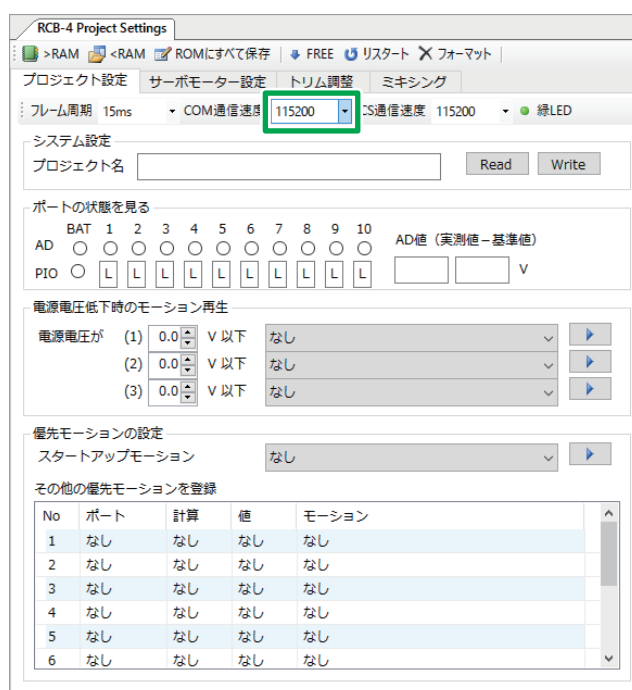 RCB-4 Project Settings
>RAM <RAM ROMにすべて保存 FREE リスタート フォーマット
プロジェクト設定 サーボモーター設定 トリム調整 ミキシング
フレーム周期 15ms COM通信速度 115200 CS通信速度 115200 緑LED
システム設定
プロジェクト名 Read Write
ポートの状態を見る
BAT 1 2 3 4 5 6 7 8 9 10
AD AD値（実測値－基準値）
PIO L L L L L L L L L L V
電源電圧低下時のモーション再生
電源電圧が (1) 0.0 V 以下 なし
(2) 0.0 V 以下 なし
(3) 0.0 V 以下 なし
優先モーションの設定
スタートアップモーション なし
その他の優先モーションを登録
No ポート 計算 値 モーション
1 なし なし なし なし
2 なし なし なし なし
3 なし なし なし なし
4 なし なし なし なし
5 なし なし なし なし
6 なし なし なし なし